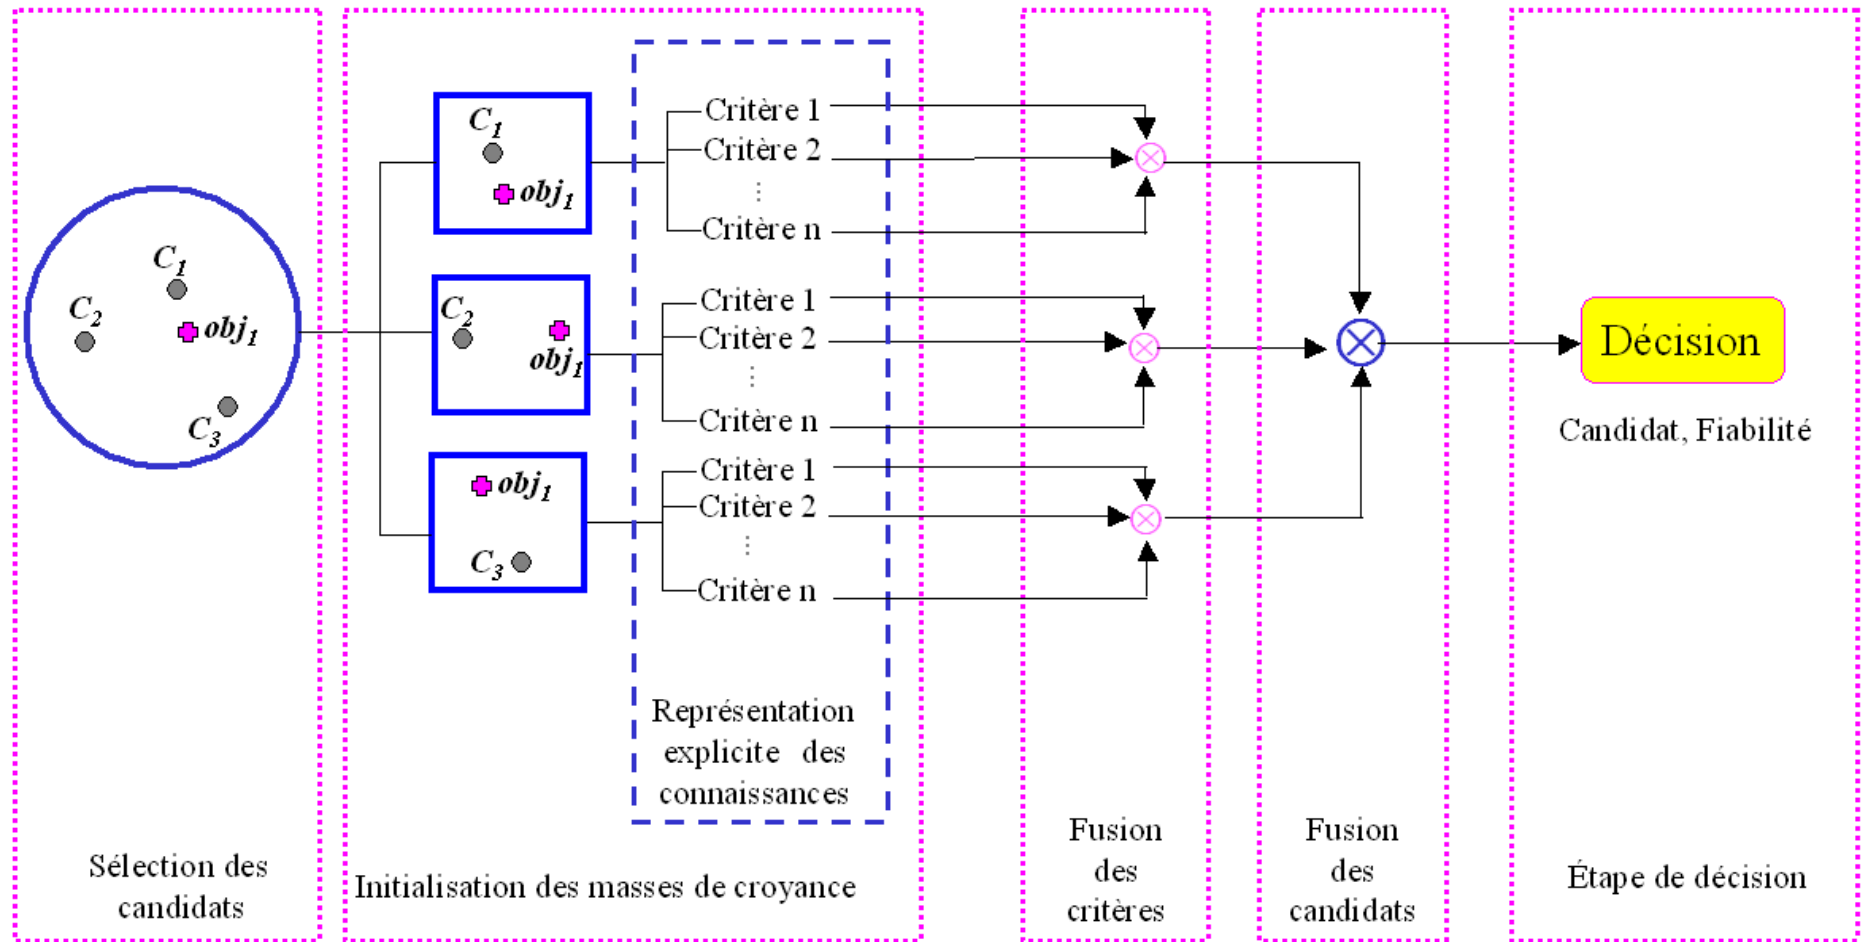 C1
C2
obj1
C3
Sélection des
candidats
C1
obj1
C2
obj1
obj1
C3
Critère 1
Critère 2
⋮
Critère n
Critère 1
Critère 2
⋮
Critère n
Critère 1
Critère 2
⋮
Critère n
Représentation
explicite des
connaissances
Initialisation des masses de croyance
Fusion
des
critères
Fusion
des
candidats
Décision
Candidat, Fiabilité
Étape de décision